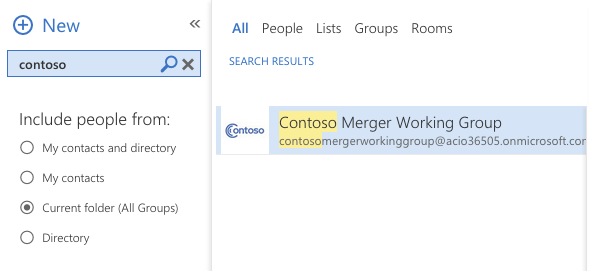 New
«
contoso
Include people from:
My contacts and directory
My contacts
Current folder (All Groups)
Directory
All People Lists Groups Rooms
SEARCH RESULTS
Contoso
Contoso Merger Working Group
contosomergerworkinggroup@acio36505.onmicrosoft.com